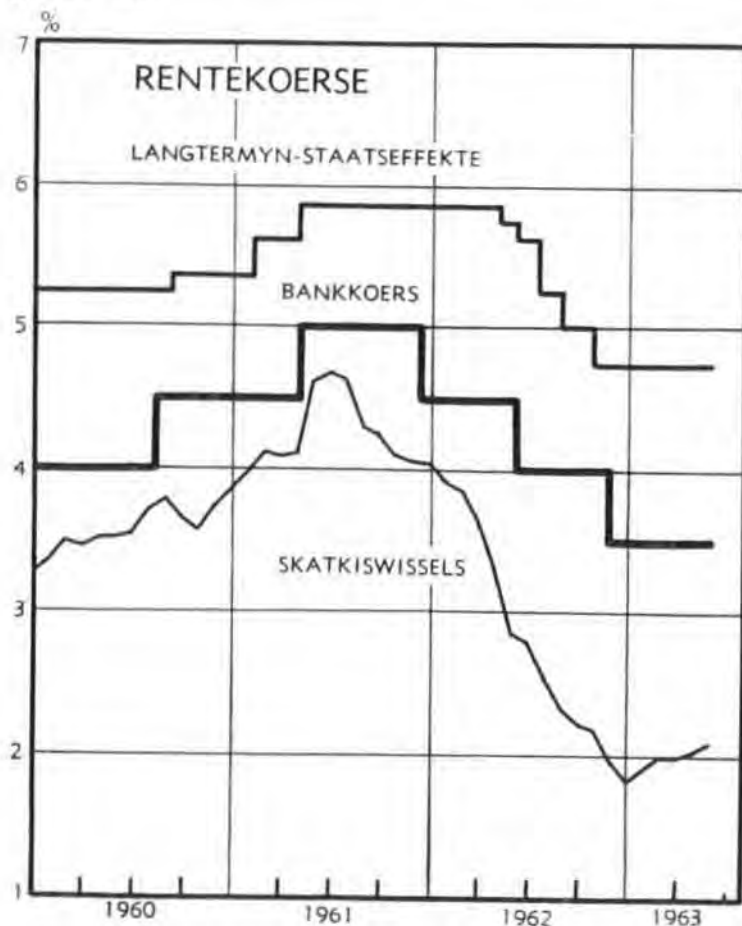 %
7
RENTEKOERSE
LANGTERMYN-STAATSEFFEKTE
6
BANKKOERS
5
4
SKATKISWISSELS
3
2
1
1960 1961 1962 1963